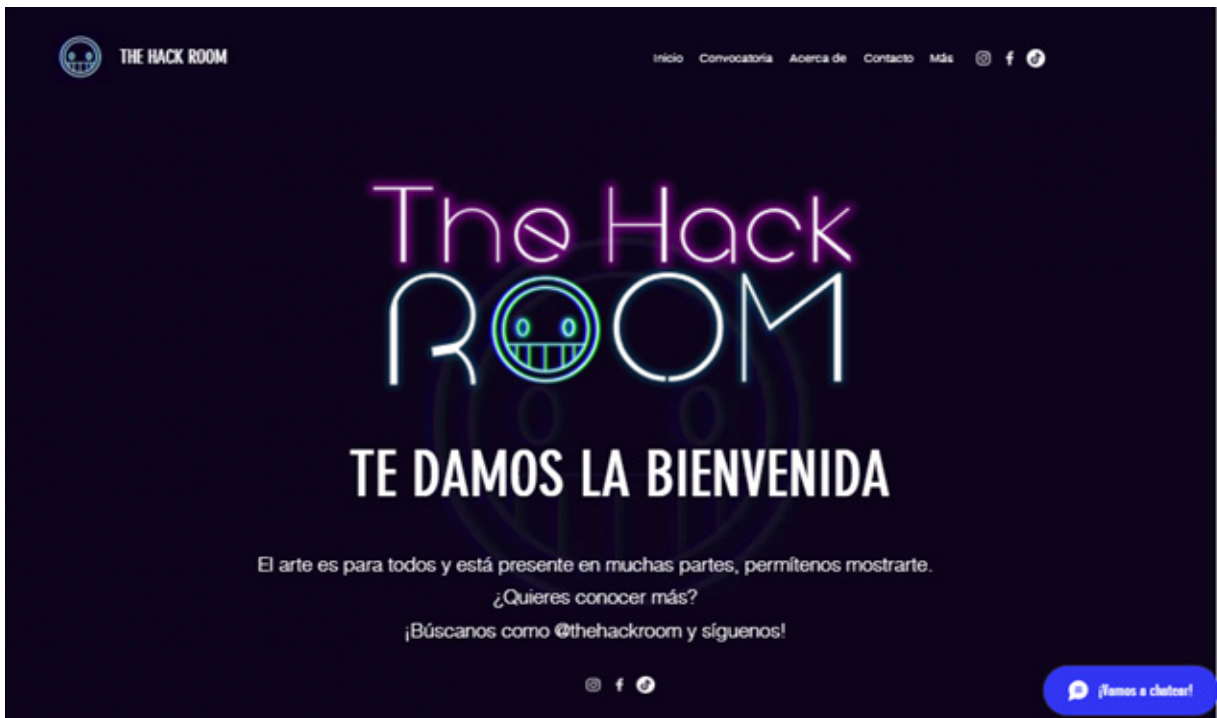 THE HACK ROOM
Inicio Convocatoria Acerca de Contacto Más
The Hack
ROOM
TE DAMOS LA BIENVENIDA
El arte es para todos y está presente en muchas partes, permítenos mostrarte.
¿Quieres conocer más?
¡Búscanos como @thehackroom y síguenos!
¡Vamos a chatear!